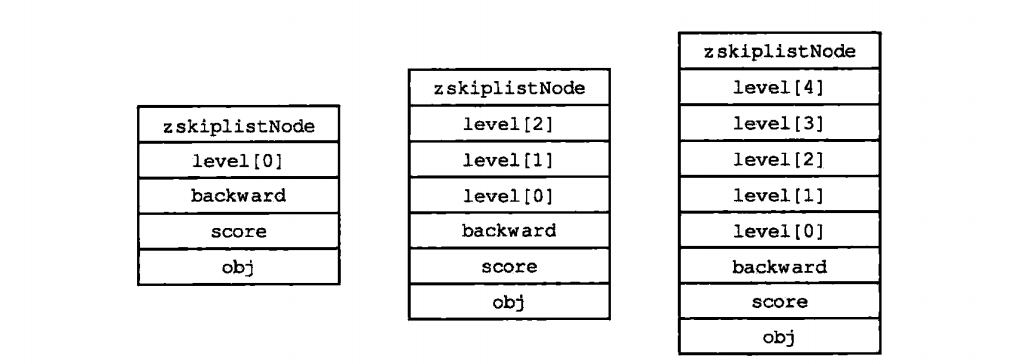 zskiplistNode
level[0]
backward
score
obj
zskiplistNode
level[2]
level[1]
level[0]
backward
score
obj
zskiplistNode
level[4]
level[3]
level[2]
level[1]
level[0]
backward
score
obj